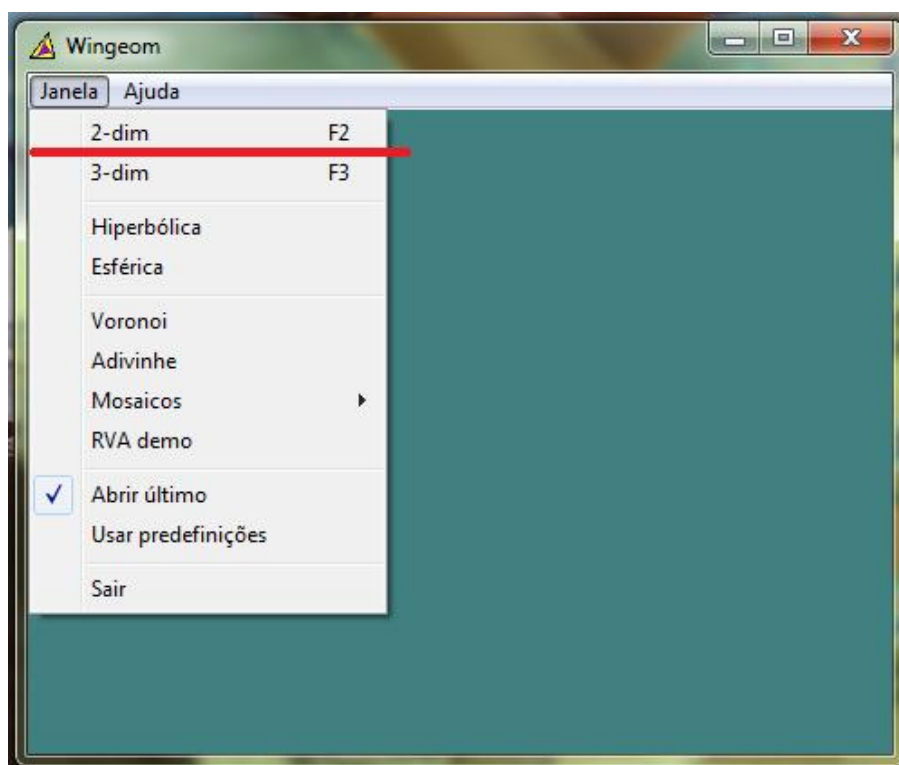 Wingeom
Janela Ajuda
2-dim F2
3-dim F3
Hiperbólica
Esférica
Voronoi
Adivinhe
Mosaicos
RVA demo
Abrir último
Usar predefinições
Sair